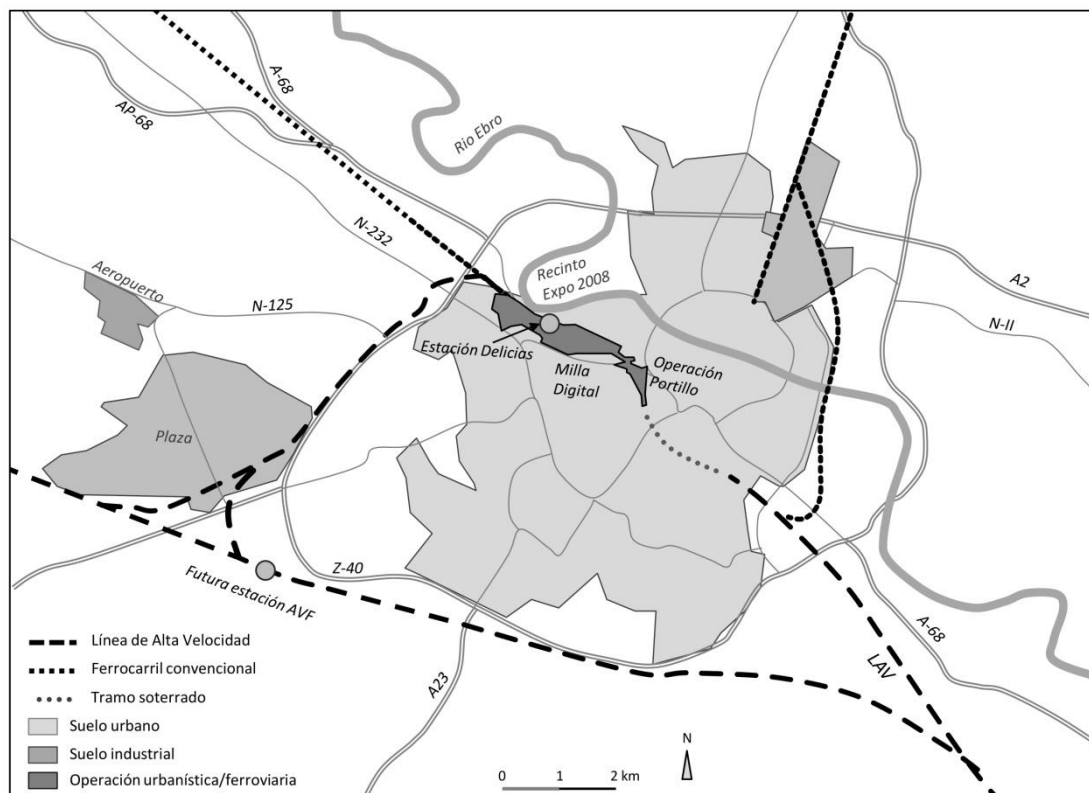 A-68
AP-68
Rio Ebro
N-232
Aeropuerto
N-125
Recinto
Expo 2008
A2
N-II
Estación Delicias
Milla
Digital
Operación
Portillo
Plaza
Futura estación AVF
Z-40
A23
LAV
A-68
Línea de Alta Velocidad
Ferrocarril convencional
Tramo soterrado
Suelo urbano
Suelo industrial
Operación urbanística/ferroviaria
0 1 2 km
N